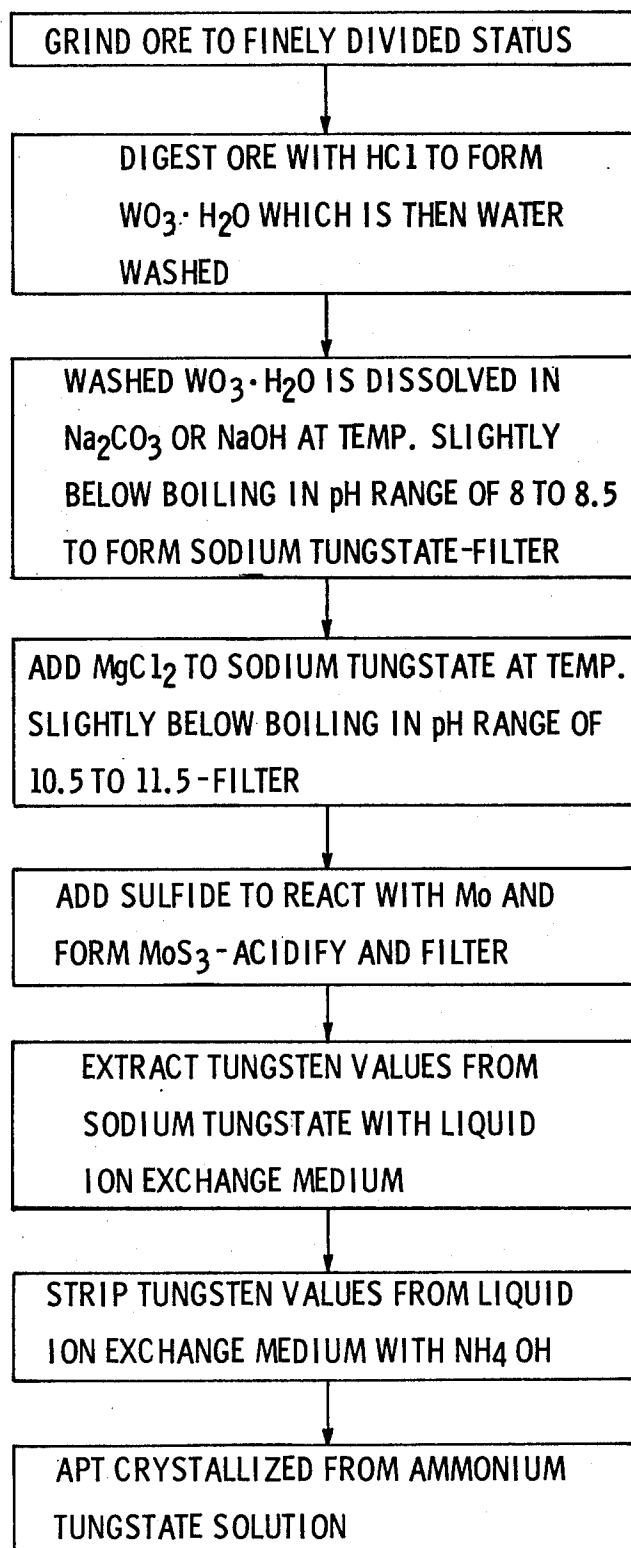 GRIND ORE TO FINELY DIVIDED STATUS
DIGEST ORE WITH HCl TO FORM
WO₃·H₂O WHICH IS THEN WATER
WASHED
WASHED WO₃·H₂O IS DISSOLVED IN
Na₂CO₃ OR NaOH AT TEMP. SLIGHTLY
BELOW BOILING IN pH RANGE OF 8 TO 8.5
TO FORM SODIUM TUNGSTATE-FILTER
ADD MgCl₂ TO SODIUM TUNGSTATE AT TEMP.
SLIGHTLY BELOW BOILING IN pH RANGE OF
10.5 TO 11.5-FILTER
ADD SULFIDE TO REACT WITH Mo AND
FORM MoS₃-ACIDIFY AND FILTER
EXTRACT TUNGSTEN VALUES FROM
SODIUM TUNGSTATE WITH LIQUID
ION EXCHANGE MEDIUM
STRIP TUNGSTEN VALUES FROM LIQUID
ION EXCHANGE MEDIUM WITH NH₄OH
APT CRYSTALLIZED FROM AMMONIUM
TUNGSTATE SOLUTION